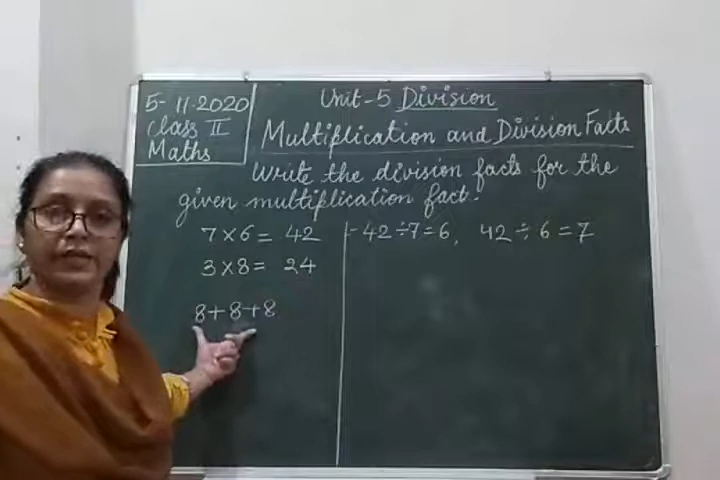 5-11-2020
Class II
Maths
Unit-5 Division
Multiplication and Division Facts
Write the division facts for the
given multiplication fact.
7×6= 42 - 42÷7=6, 42÷6=7
3×8= 24
8+8+8